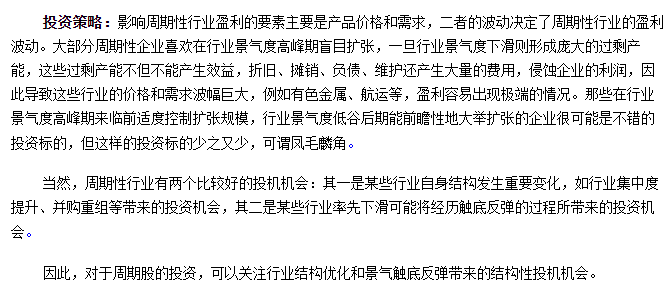 投资策略：影响周期性行业盈利的要素主要是产品价格和需求，二者的波动决定了周期性行业的盈利
波动。大部分周期性企业喜欢在行业景气度高峰期盲目扩张，一旦行业景气度下滑则形成庞大的过剩产
能，这些过剩产能不但不能产生效益，折旧、摊销、负债、维护还产生大量的费用，侵蚀企业的利润，因
此导致这些行业的价格和需求波幅巨大，例如有色金属、航运等，盈利容易出现极端的情况。那些在行业
景气度高峰期来临前适度控制扩张规模，行业景气度低谷后期能前瞻性地大举扩张的企业很可能是不错的
投资标的，但这样的投资标的少之又少，可谓凤毛麟角。
当然，周期性行业有两个比较好的投机机会：其一是某些行业自身结构发生重要变化，如行业集中度
提升、并购重组等带来的投资机会，其二是某些行业率先下滑可能将经历触底反弹的过程所带来的投资机
会。
因此，对于周期股的投资，可以关注行业结构优化和景气触底反弹带来的结构性投机机会。